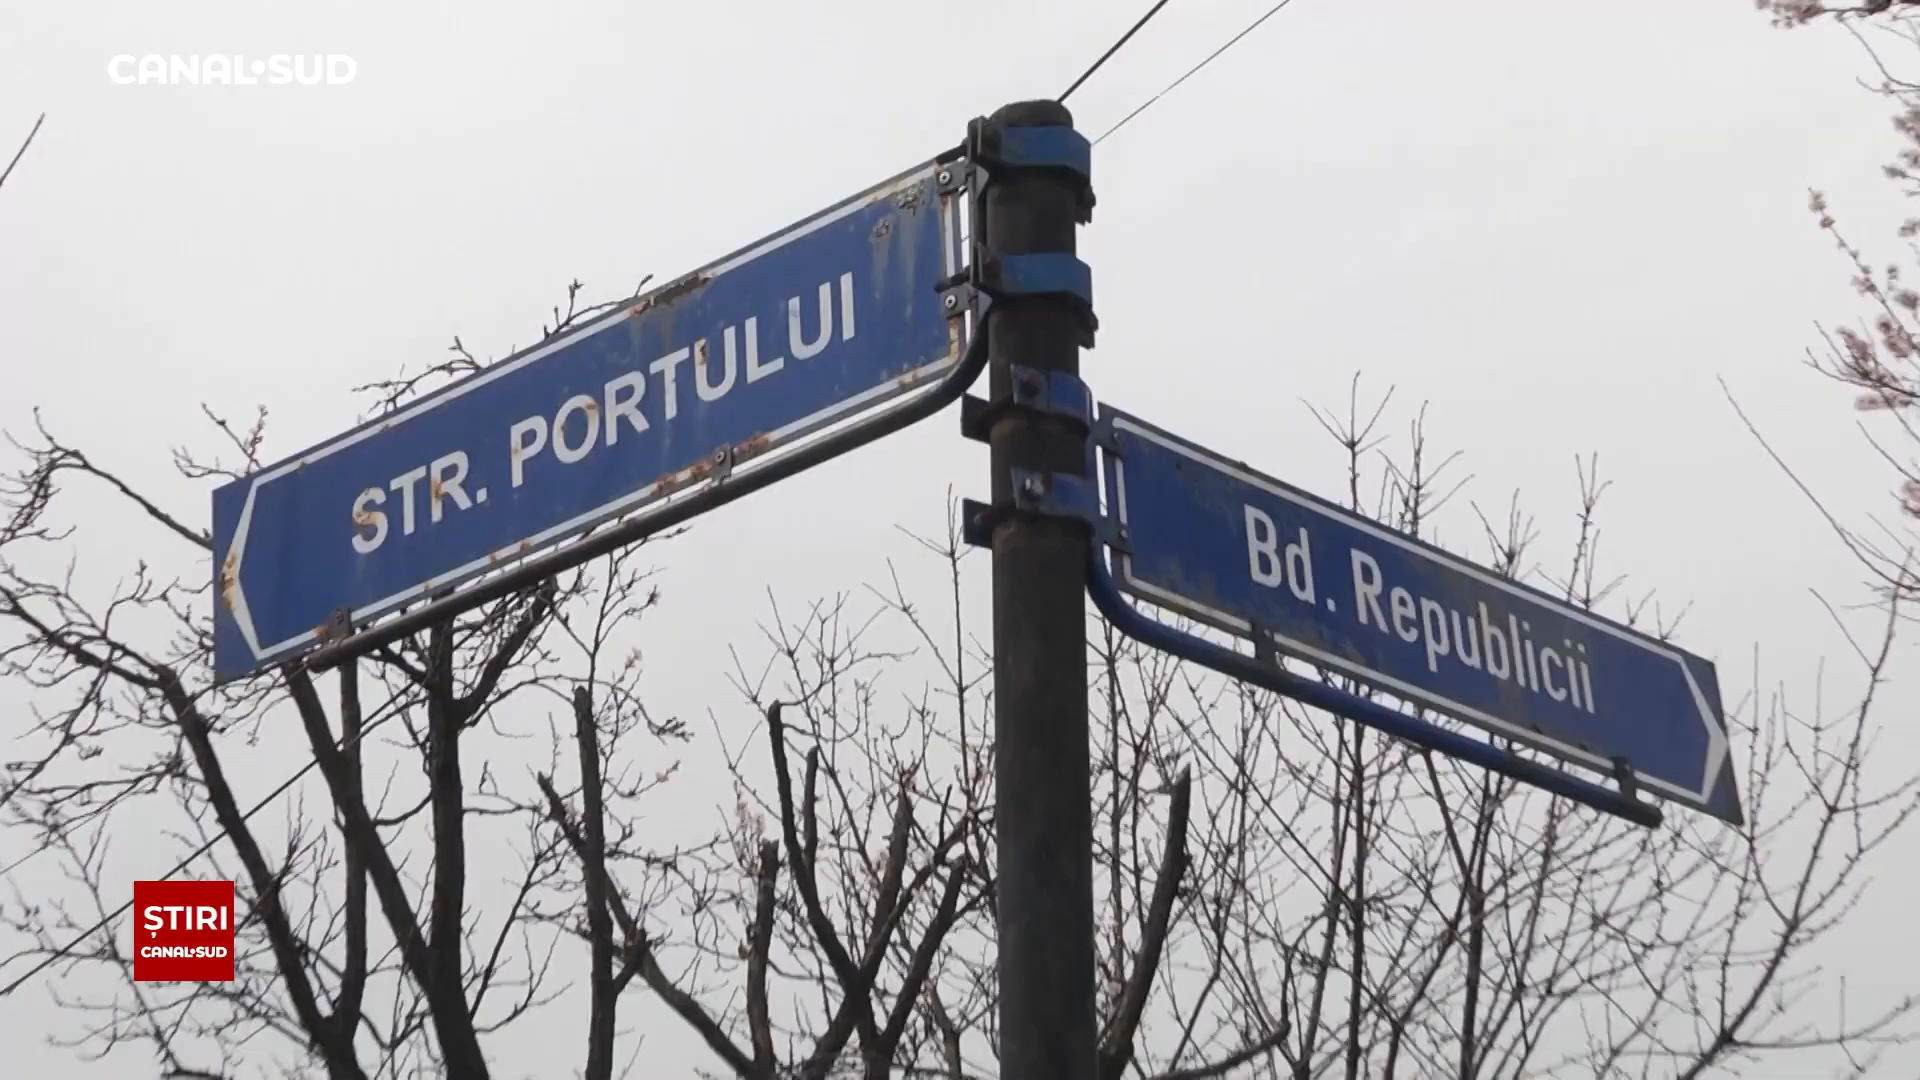 CANAL•SUD
STR. PORTULUI
Bd. Republicii
ȘTIRI
CANAL•SUD